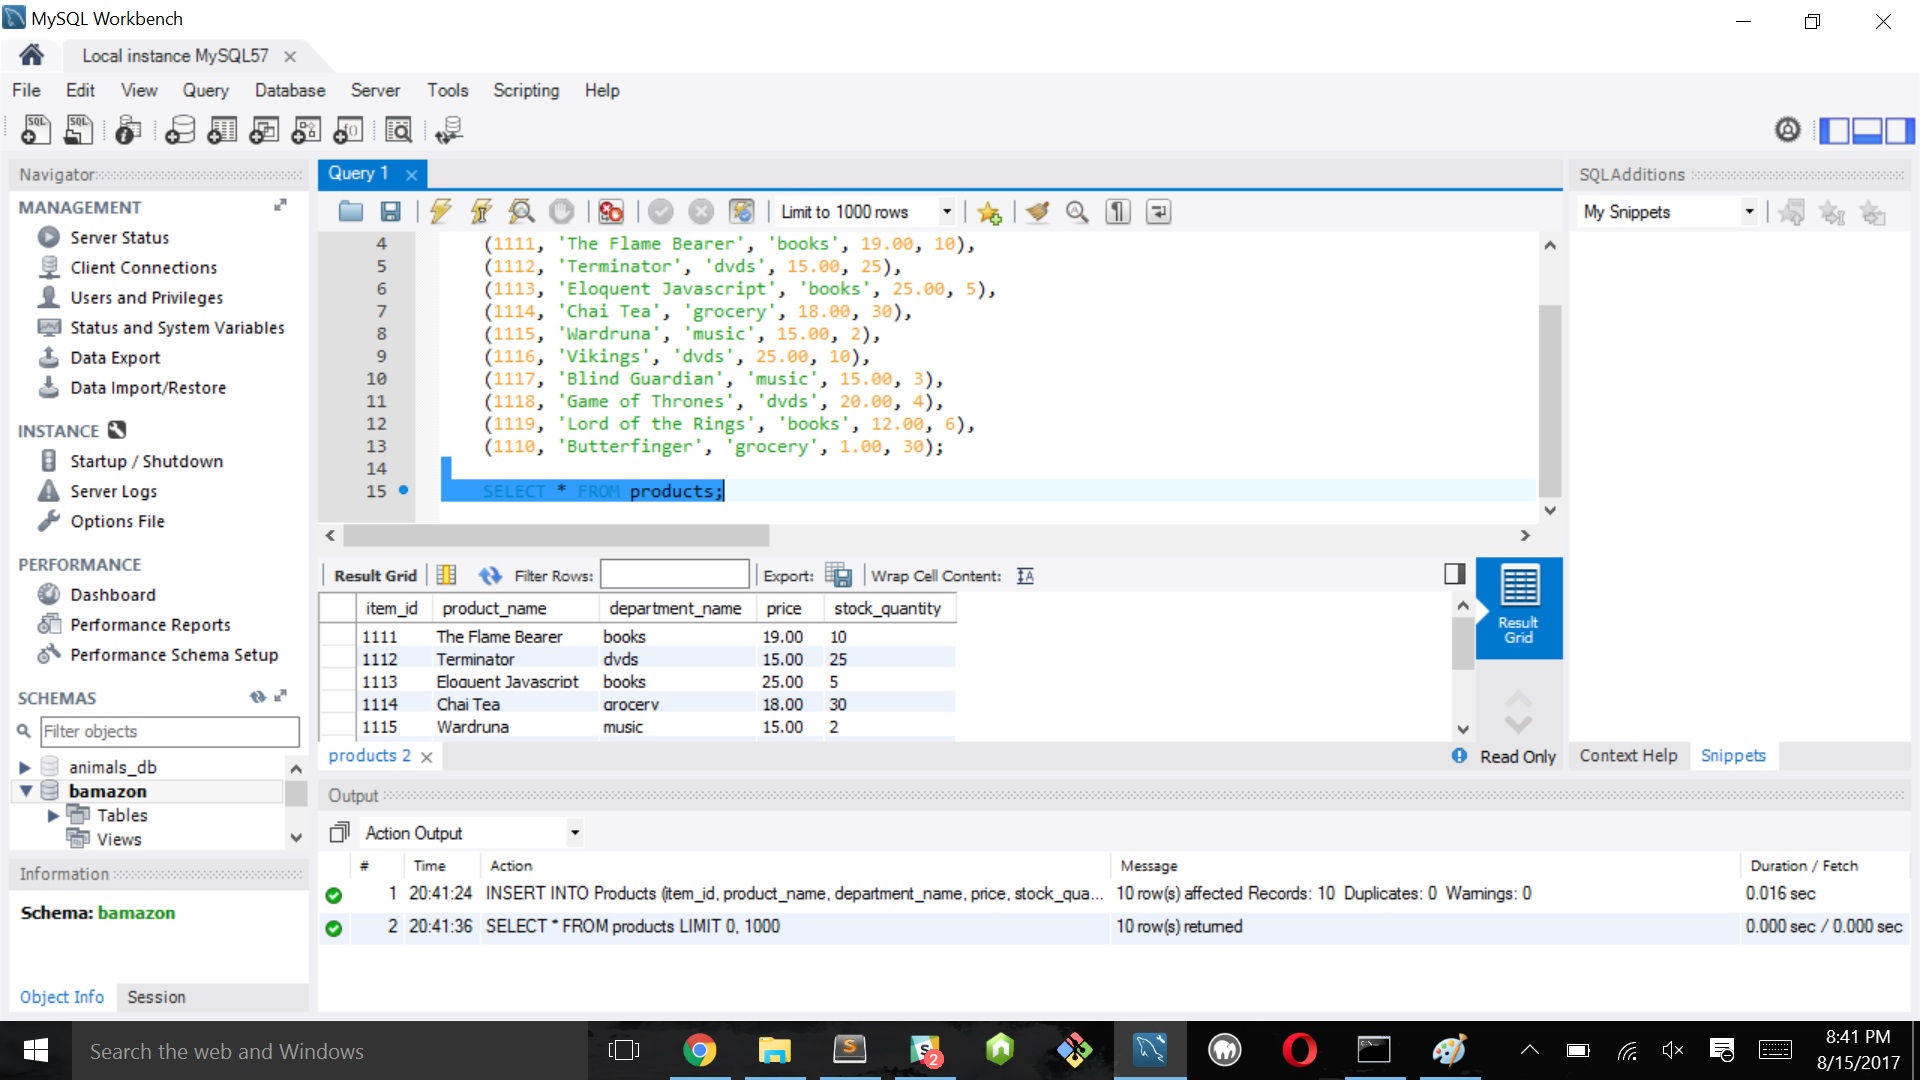 MySQL Workbench
Local instance MySQL57
File Edit View Query Database Server Tools Scripting Help
Navigator
MANAGEMENT
Server Status
Client Connections
Users and Privileges
Status and System Variables
Data Export
Data Import/Restore
INSTANCE
Startup / Shutdown
Server Logs
Options File
PERFORMANCE
Dashboard
Performance Reports
Performance Schema Setup
SCHEMAS
Filter objects
animals_db
bamazon
Tables
Views
Information
Schema: bamazon
Object Info Session
Query 1
Limit to 1000 rows
4 (1111, 'The Flame Bearer', 'books', 19.00, 10),
5 (1112, 'Terminator', 'dvds', 15.00, 25),
6 (1113, 'Eloquent Javascript', 'books', 25.00, 5),
7 (1114, 'Chai Tea', 'grocery', 18.00, 30),
8 (1115, 'Wardruna', 'music', 15.00, 2),
9 (1116, 'Vikings', 'dvds', 25.00, 10),
10 (1117, 'Blind Guardian', 'music', 15.00, 3),
11 (1118, 'Game of Thrones', 'dvds', 20.00, 4),
12 (1119, 'Lord of the Rings', 'books', 12.00, 6),
13 (1110, 'Butterfinger', 'grocery', 1.00, 30);
14
15 SELECT * FROM products;
Result Grid Filter Rows: Export: Wrap Cell Content:
item_id product_name department_name price stock_quantity
1111 The Flame Bearer books 19.00 10
1112 Terminator dvds 15.00 25
1113 Eloquent Javascript books 25.00 5
1114 Chai Tea grocery 18.00 30
1115 Wardruna music 15.00 2
Result
Grid
products 2
Read Only
SQLAdditions
My Snippets
Context Help Snippets
Output
Action Output
# Time Action Message Duration / Fetch
1 20:41:24 INSERT INTO Products (item_id, product_name, department_name, price, stock_qua... 10 row(s) affected Records: 10 Duplicates: 0 Warnings: 0 0.016 sec
2 20:41:36 SELECT * FROM products LIMIT 0, 1000 10 row(s) returned 0.000 sec / 0.000 sec
Search the web and Windows
2
8:41 PM
8/15/2017